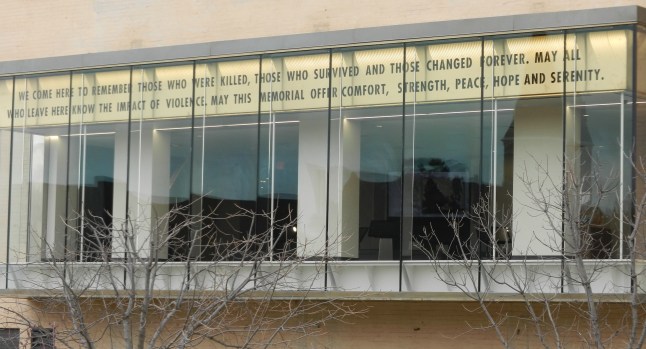 WE COME HERE TO REMEMBER THOSE WHO WERE KILLED, THOSE WHO SURVIVED AND THOSE CHANGED FOREVER. MAY ALL
WHO LEAVE HERE KNOW THE IMPACT OF VIOLENCE. MAY THIS MEMORIAL OFFER COMFORT, STRENGTH, PEACE, HOPE AND SERENITY.